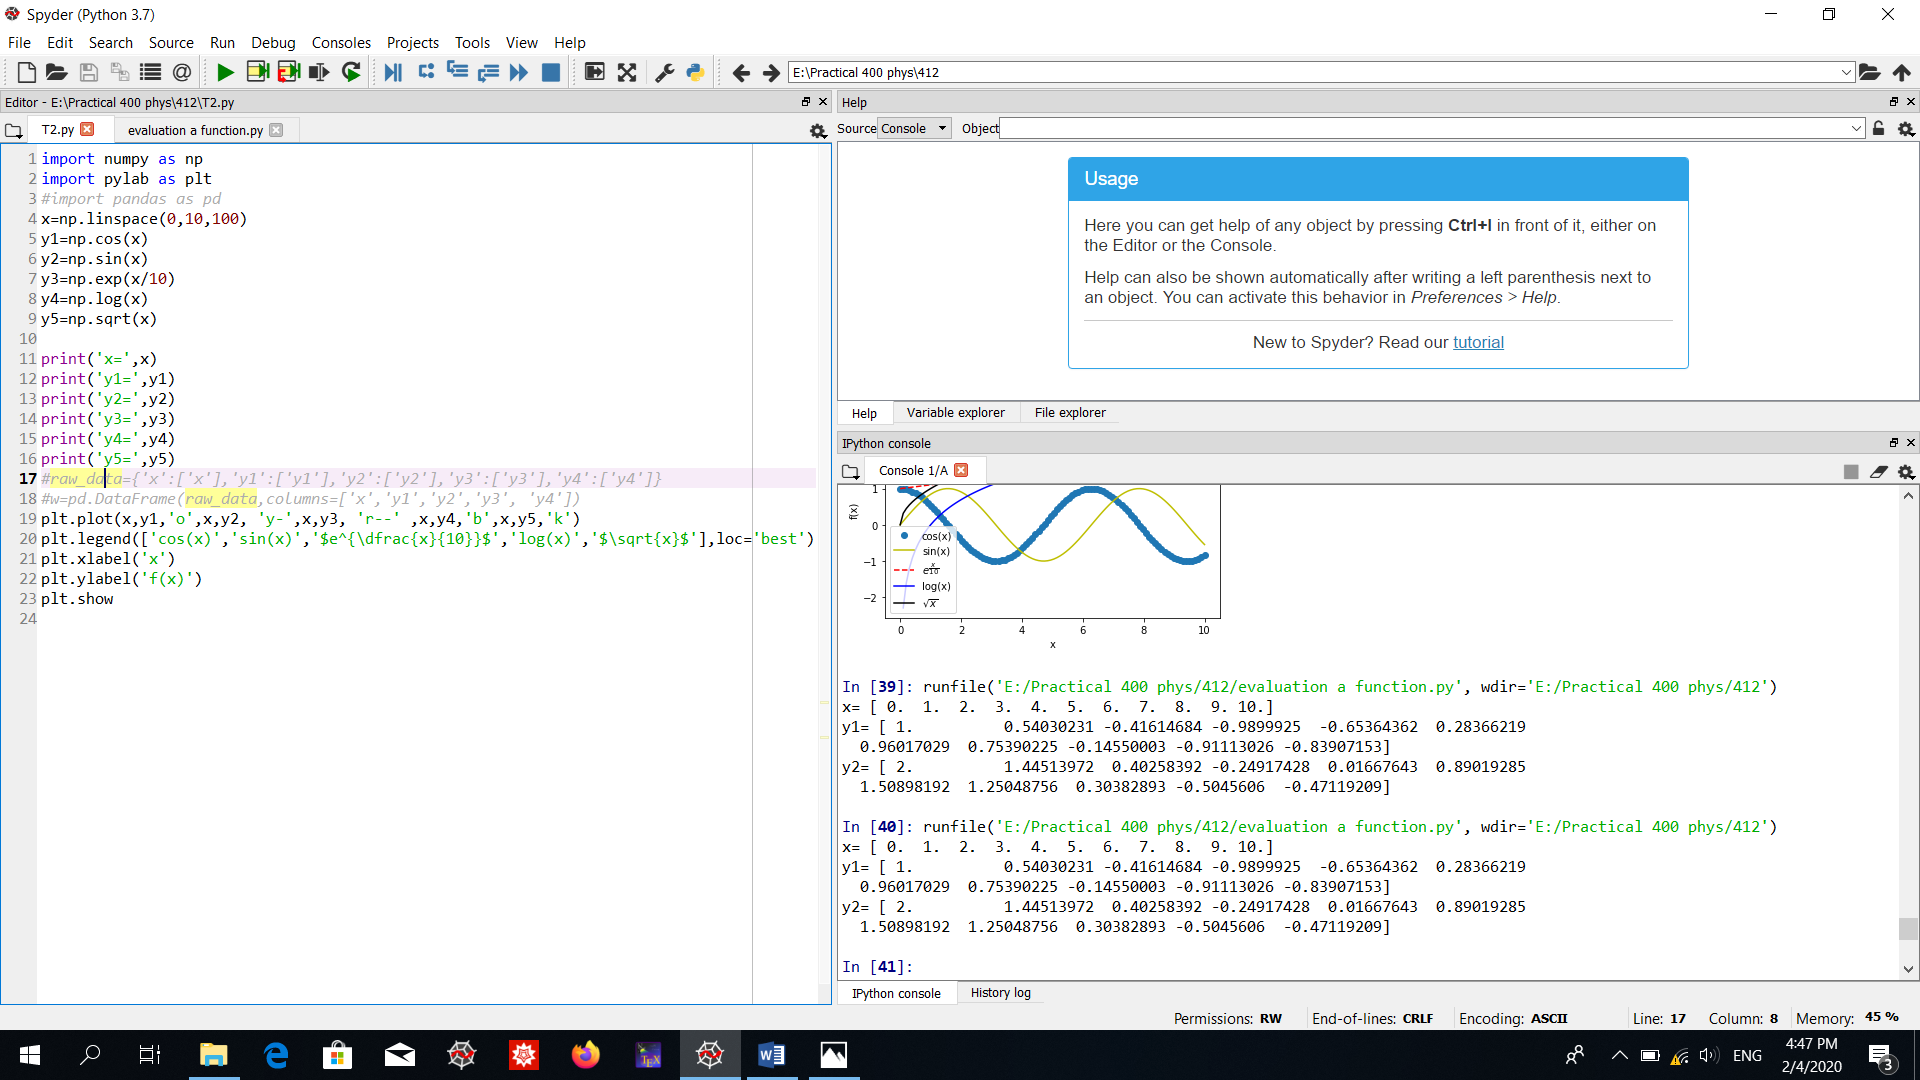 Spyder (Python 3.7)
File Edit Search Source Run Debug Consoles Projects Tools View Help
E:\Practical 400 phys\412
Editor - E:\Practical 400 phys\412\T2.py
T2.py evaluation a function.py
1 import numpy as np
2 import pylab as plt
3 #import pandas as pd
4 x=np.linspace(0,10,100)
5 y1=np.cos(x)
6 y2=np.sin(x)
7 y3=np.exp(x/10)
8 y4=np.log(x)
9 y5=np.sqrt(x)
10
11 print('x=',x)
12 print('y1=',y1)
13 print('y2=',y2)
14 print('y3=',y3)
15 print('y4=',y4)
16 print('y5=',y5)
17 #raw_data={'x':['x'],'y1':['y1'],'y2':['y2'],'y3':['y3'],'y4':['y4']}
18 #w=pd.DataFrame(raw_data,columns=['x','y1','y2','y3', 'y4'])
19 plt.plot(x,y1,'o',x,y2, 'y-',x,y3, 'r--' ,x,y4,'b',x,y5,'k')
20 plt.legend(['cos(x)','sin(x)','$e^{\dfrac{x}{10}}$','log(x)','$\sqrt{x}$'],loc='best')
21 plt.xlabel('x')
22 plt.ylabel('f(x)')
23 plt.show
24
Help
Source Console Object
Usage
Here you can get help of any object by pressing Ctrl+I in front of it, either on
the Editor or the Console.
Help can also be shown automatically after writing a left parenthesis next to
an object. You can activate this behavior in Preferences > Help.
New to Spyder? Read our tutorial
Help Variable explorer File explorer
IPython console
Console 1/A
f(x)
1
0
−1
−2
cos(x)
sin(x)
e^(x/10)
log(x)
√x
0 2 4 6 8 10
x
In [39]: runfile('E:/Practical 400 phys/412/evaluation a function.py', wdir='E:/Practical 400 phys/412')
x= [ 0. 1. 2. 3. 4. 5. 6. 7. 8. 9. 10.]
y1= [ 1. 0.54030231 -0.41614684 -0.9899925 -0.65364362 0.28366219
0.96017029 0.75390225 -0.14550003 -0.91113026 -0.83907153]
y2= [ 2. 1.44513972 0.40258392 -0.24917428 0.01667643 0.89019285
1.50898192 1.25048756 0.30382893 -0.5045606 -0.47119209]
In [40]: runfile('E:/Practical 400 phys/412/evaluation a function.py', wdir='E:/Practical 400 phys/412')
x= [ 0. 1. 2. 3. 4. 5. 6. 7. 8. 9. 10.]
y1= [ 1. 0.54030231 -0.41614684 -0.9899925 -0.65364362 0.28366219
0.96017029 0.75390225 -0.14550003 -0.91113026 -0.83907153]
y2= [ 2. 1.44513972 0.40258392 -0.24917428 0.01667643 0.89019285
1.50898192 1.25048756 0.30382893 -0.5045606 -0.47119209]
In [41]:
IPython console History log
Permissions: RW End-of-lines: CRLF Encoding: ASCII Line: 17 Column: 8 Memory: 45 %
ENG
4:47 PM
2/4/2020
3